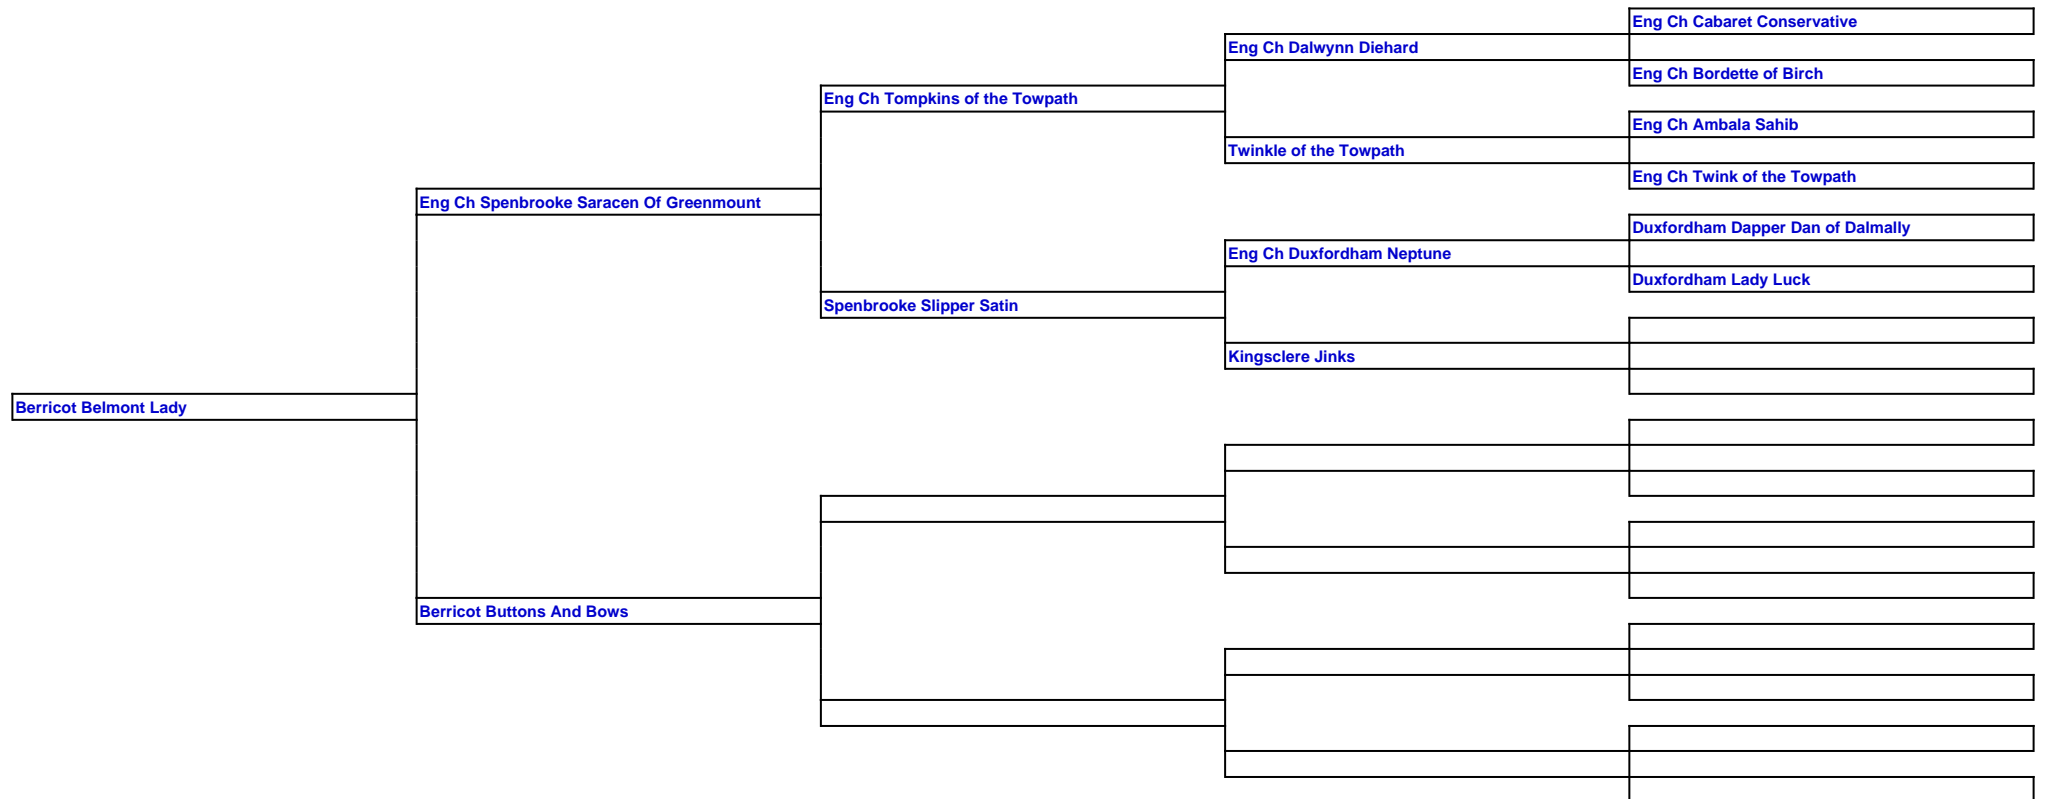 Eng Ch Cabaret Conservative
Eng Ch Dalwynn Diehard
Eng Ch Bordette of Birch
Eng Ch Tompkins of the Towpath
Eng Ch Ambala Sahib
Twinkle of the Towpath
Eng Ch Twink of the Towpath
Eng Ch Spenbrooke Saracen Of Greenmount
Duxfordham Dapper Dan of Dalmally
Eng Ch Duxfordham Neptune
Duxfordham Lady Luck
Spenbrooke Slipper Satin
Kingsclere Jinks
Berricot Belmont Lady
Berricot Buttons And Bows